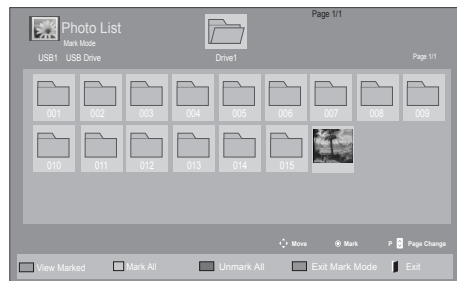 Page 1/1
Photo List
Mark Mode
USB1 USB Drive Drive1 Page 1/1
001 002 003 004 005 006 007 008 009
010 011 012 013 014 015
Move Mark P Page Change
View Marked Mark All Unmark All Exit Mark Mode Exit